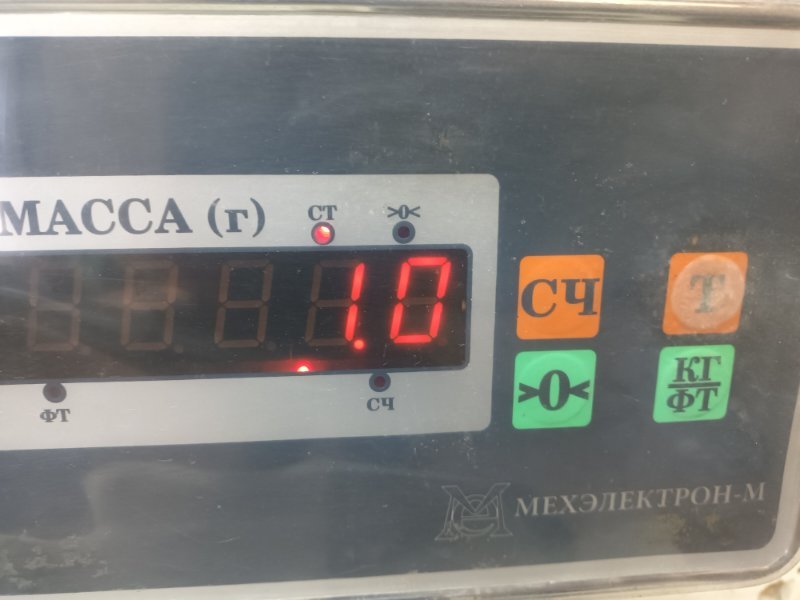 МАССА (г)
СТ >0<
1.0
ФТ СЧ
СЧ Т
>0< КГ
ФТ
МЕХЭЛЕКТРОН-М